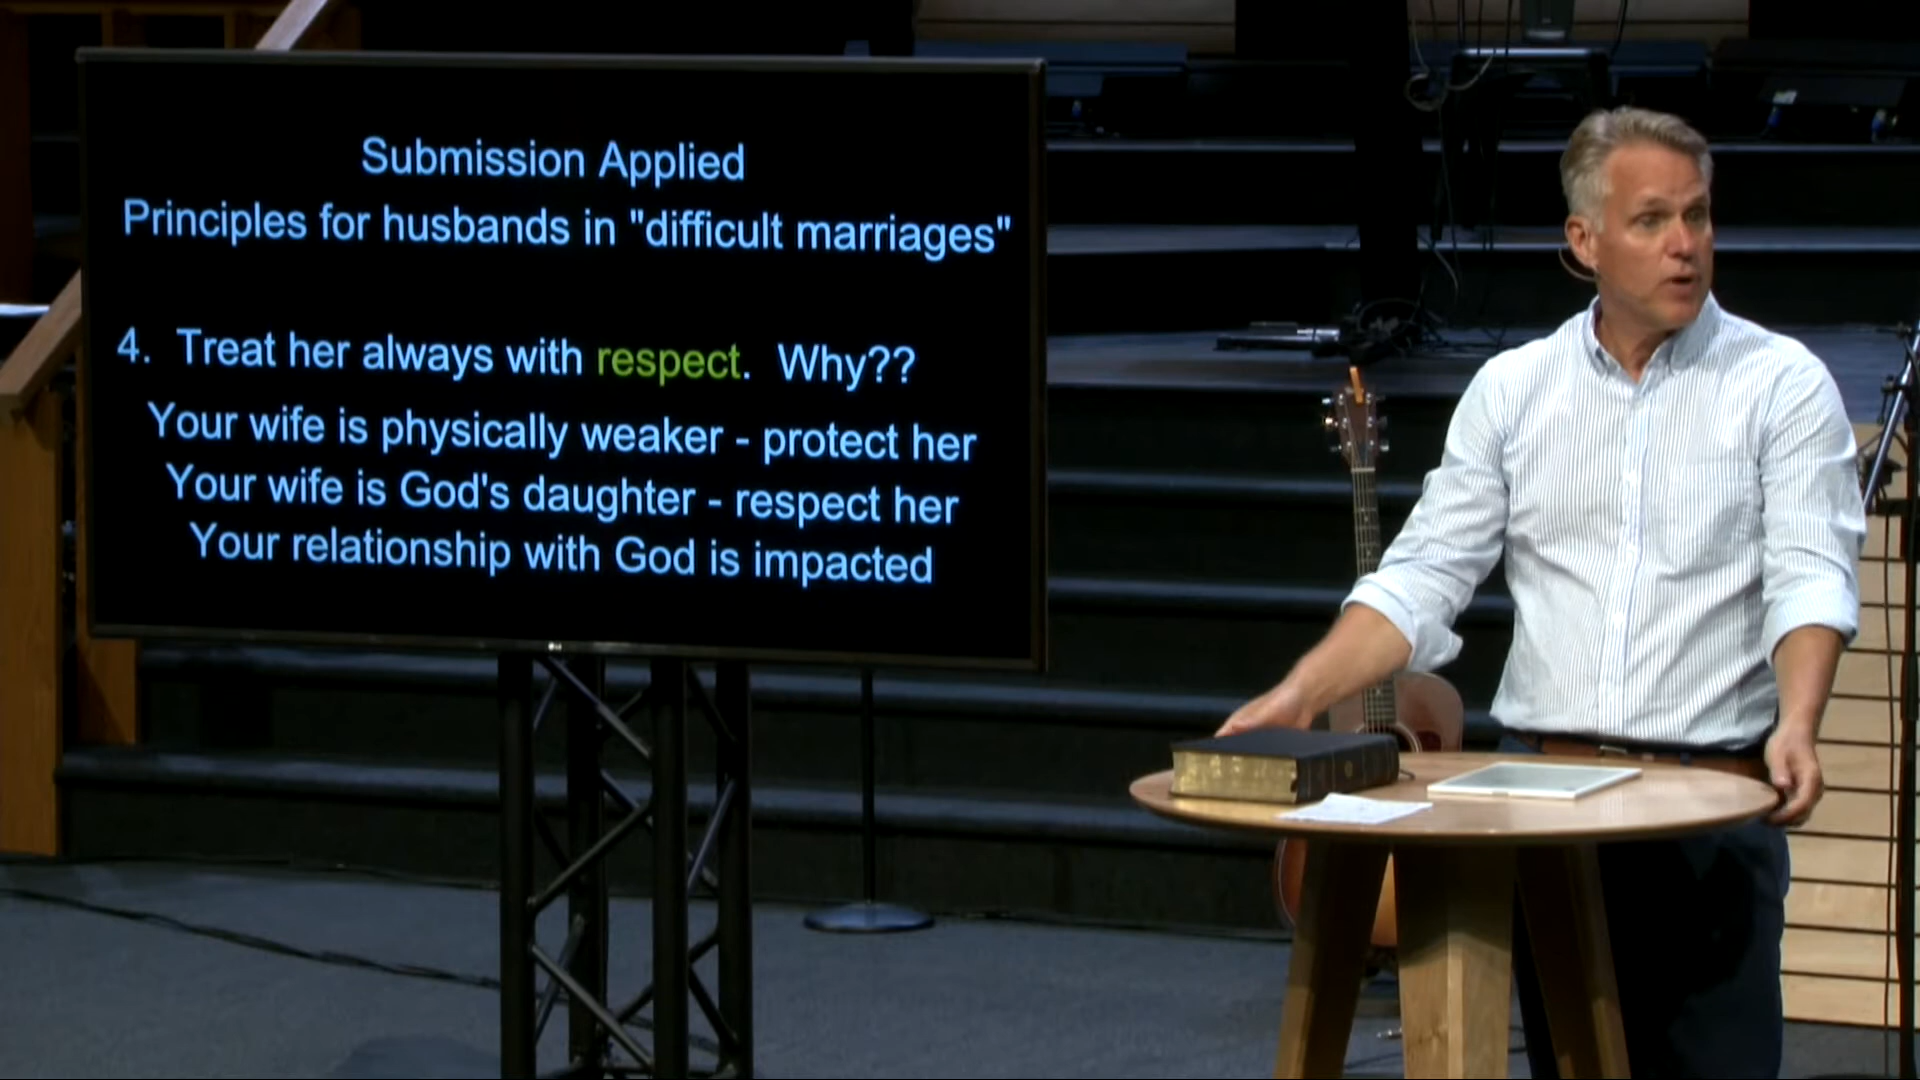 Submission Applied
Principles for husbands in "difficult marriages"
4. Treat her always with respect. Why??
Your wife is physically weaker - protect her
Your wife is God's daughter - respect her
Your relationship with God is impacted